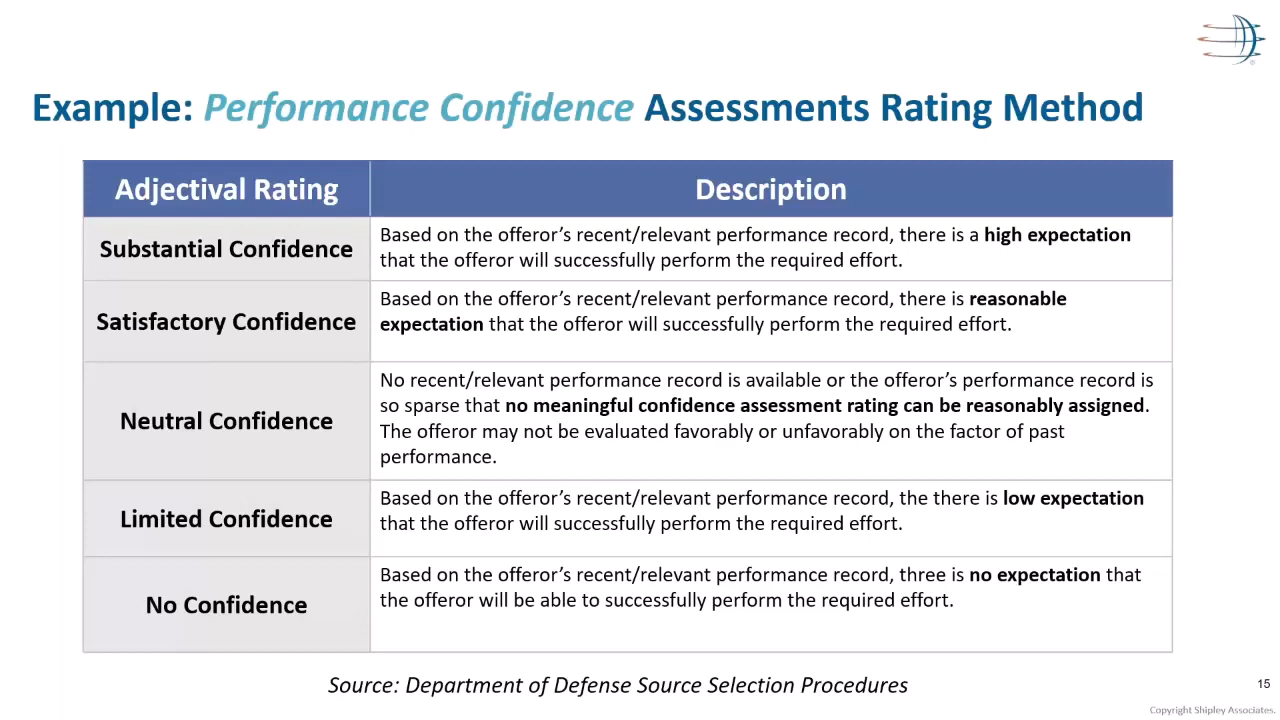 Example: Performance Confidence Assessments Rating Method
Adjectival Rating
Description
Substantial Confidence
Based on the offeror’s recent/relevant performance record, there is a high expectation
that the offeror will successfully perform the required effort.
Satisfactory Confidence
Based on the offeror’s recent/relevant performance record, there is reasonable
expectation that the offeror will successfully perform the required effort.
Neutral Confidence
No recent/relevant performance record is available or the offeror’s performance record is
so sparse that no meaningful confidence assessment rating can be reasonably assigned.
The offeror may not be evaluated favorably or unfavorably on the factor of past
performance.
Limited Confidence
Based on the offeror’s recent/relevant performance record, the there is low expectation
that the offeror will successfully perform the required effort.
No Confidence
Based on the offeror’s recent/relevant performance record, three is no expectation that
the offeror will be able to successfully perform the required effort.
Source: Department of Defense Source Selection Procedures
15
Copyright Shipley Associates.